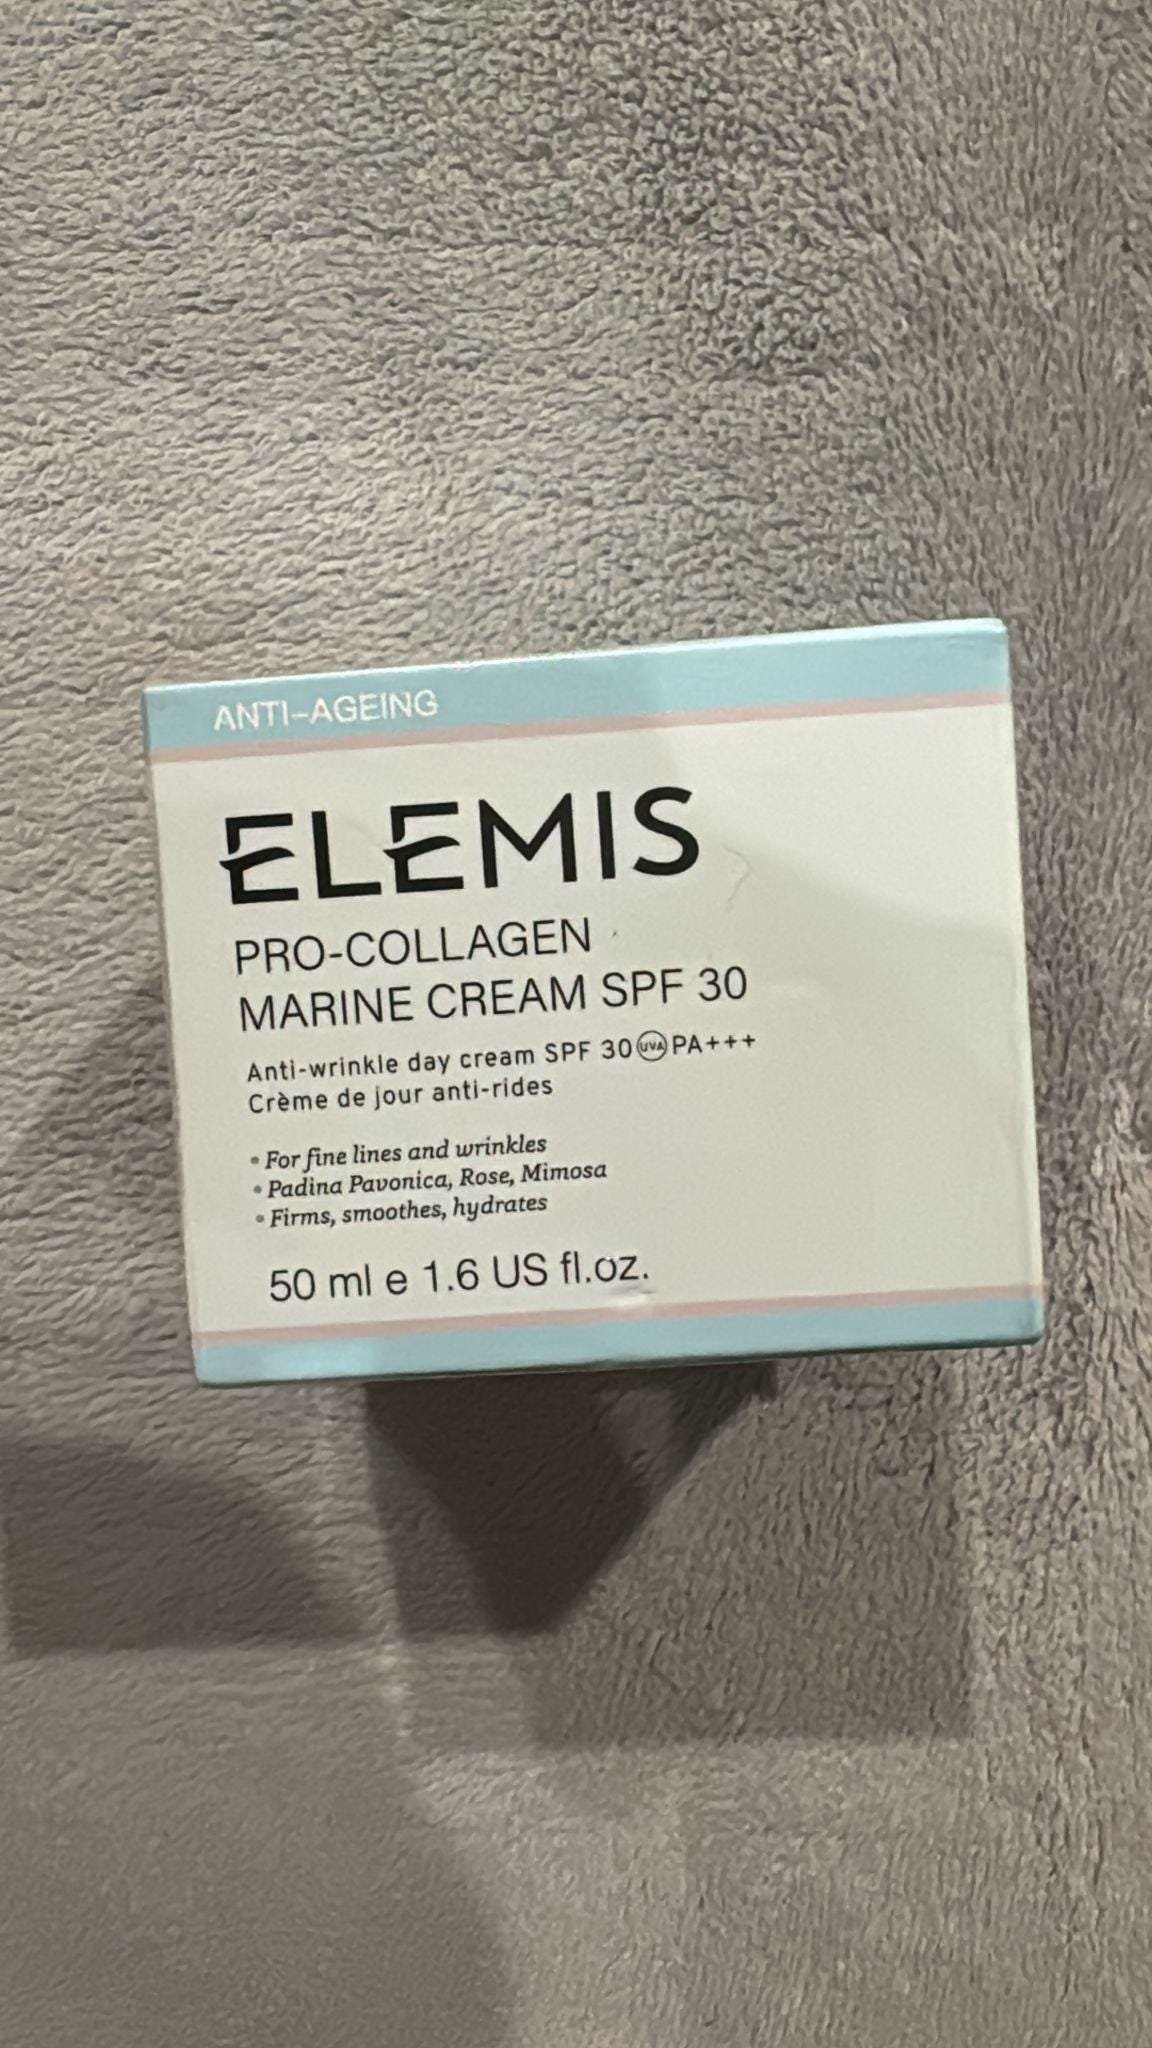 ANTI-AGEING
ELEMIS
PRO-COLLAGEN
MARINE CREAM SPF 30
Anti-wrinkle day cream SPF 30 UVA PA+++
Crème de jour anti-rides
• For fine lines and wrinkles
• Padina Pavonica, Rose, Mimosa
• Firms, smoothes, hydrates
50 ml e 1.6 US fl.oz.